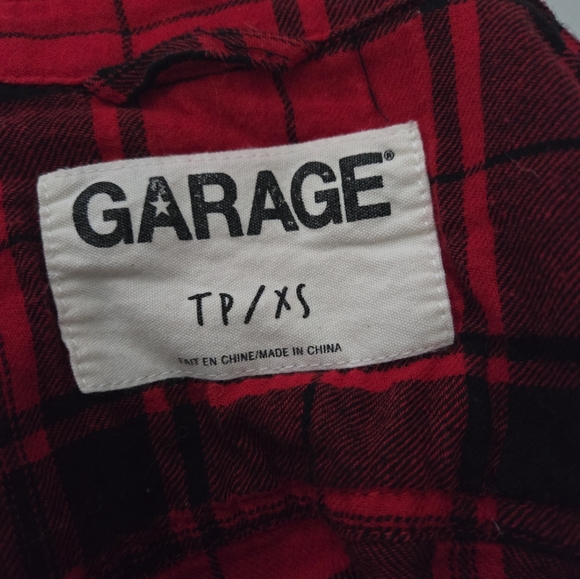 GARAGE®
TP/XS
FAIT EN CHINE/MADE IN CHINA